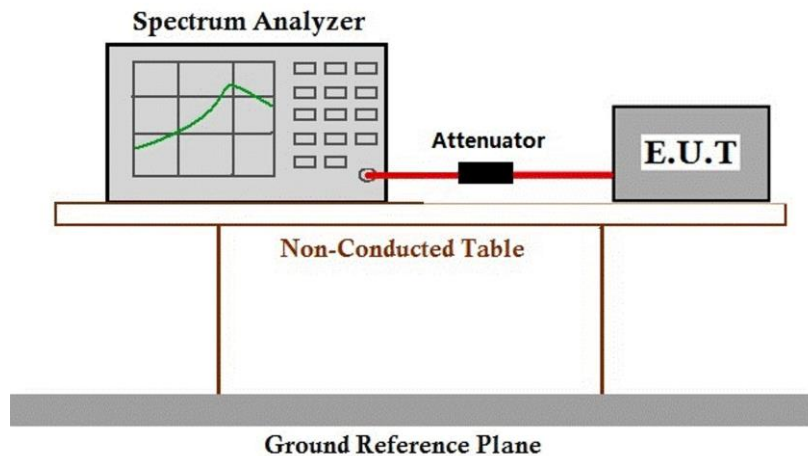 Spectrum Analyzer
Attenuator
E.U.T
Non-Conducted Table
Ground Reference Plane